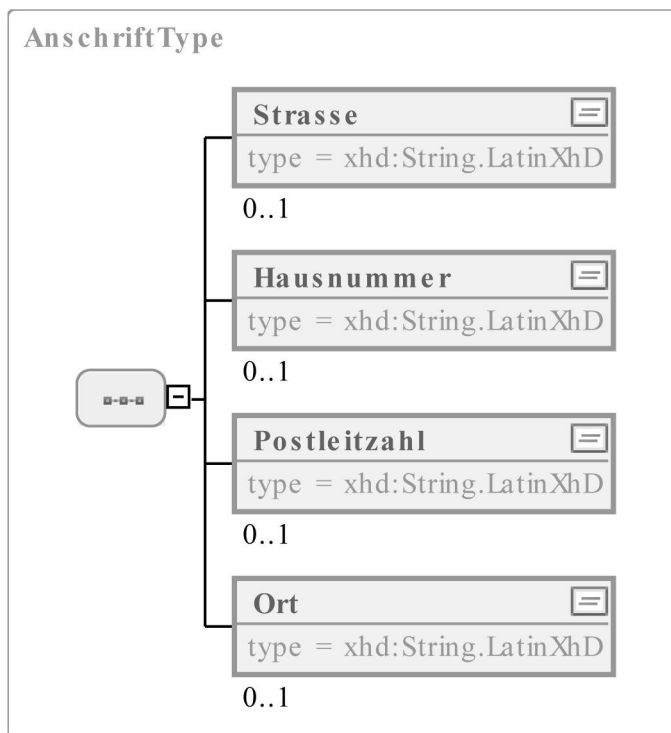 AnschriftType
Strasse
type = xhd:String.LatinXhD
0..1
Hausnummer
type = xhd:String.LatinXhD
0..1
Postleitzahl
type = xhd:String.LatinXhD
0..1
Ort
type = xhd:String.LatinXhD
0..1